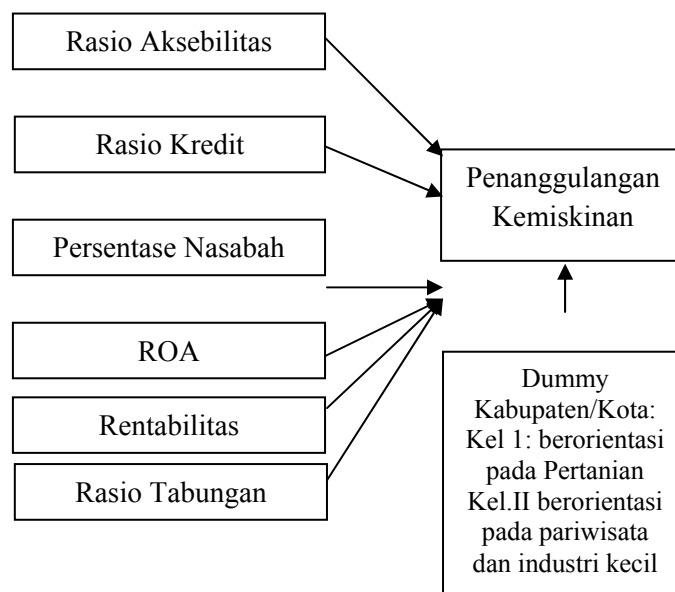 Rasio Aksebilitas
Rasio Kredit
Persentase Nasabah
ROA
Rentabilitas
Rasio Tabungan
Penanggulangan
Kemiskinan
Dummy
Kabupaten/Kota:
Kel 1: berorientasi
pada Pertanian
Kel.II berorientasi
pada pariwisata
dan industri kecil